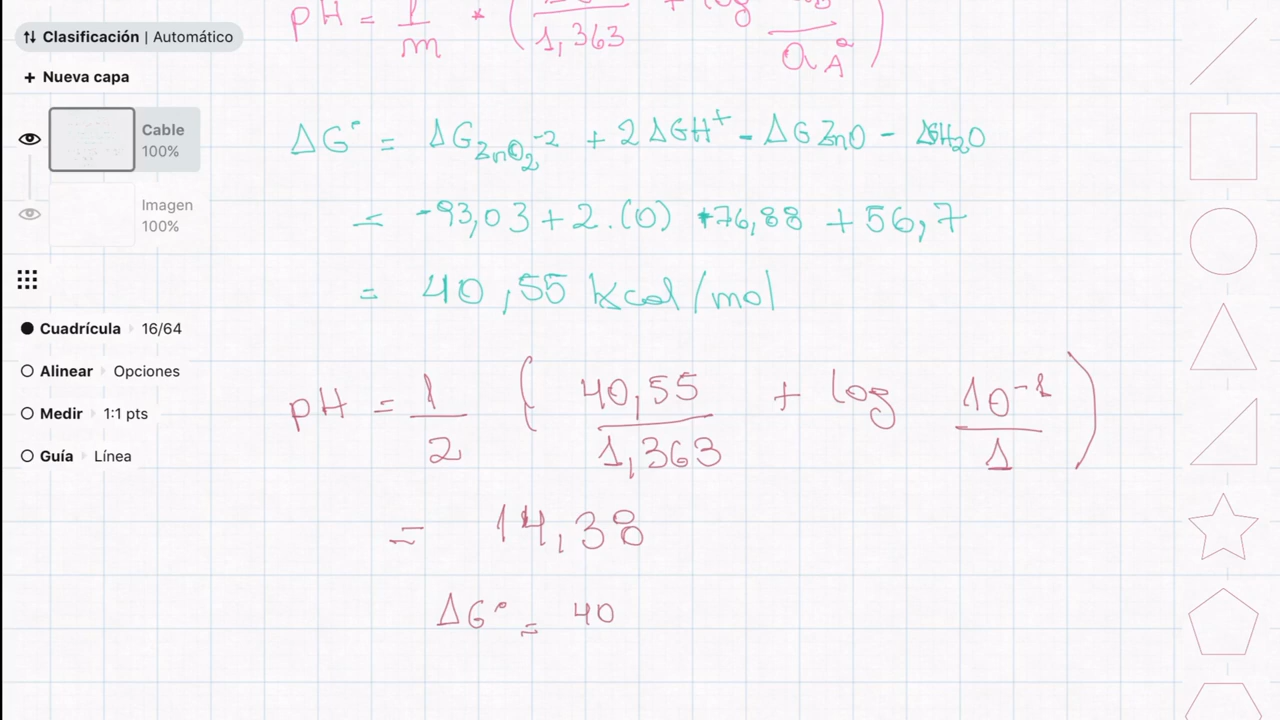 Clasificación | Automático
+ Nueva capa
Cable
100%
Imagen
100%
Cuadrícula 16/64
Alinear Opciones
Medir 1:1 pts
Guía Línea
pH = 1/m * ( /1,363 + log /a_A^a)
ΔG° = ΔG ZnO₂⁻² + 2ΔGH⁺ - ΔG ZnO - ΔGH₂O
= -93,03 + 2.(0) +76,88 + 56,7
= 40,55 kcal/mol
pH = 1/2 (40,55/1,363 + log 10⁻¹/1)
= 14,38
ΔG° = 40